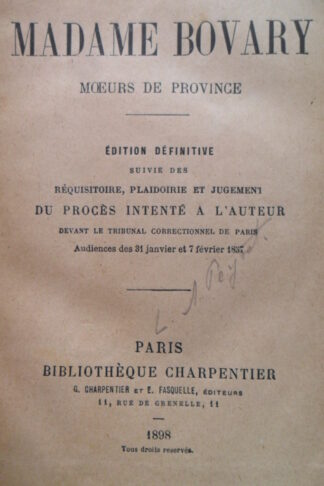 MADAME BOVARY
MŒURS DE PROVINCE
ÉDITION DÉFINITIVE
SUIVIE DES
RÉQUISITOIRE, PLAIDOIRIE ET JUGEMENT
DU PROCÈS INTENTÉ A L'AUTEUR
DEVANT LE TRIBUNAL CORRECTIONNEL DE PARIS
Audiences des 31 janvier et 7 février 1857
PARIS
BIBLIOTHÈQUE CHARPENTIER
G. CHARPENTIER et E. FASQUELLE, ÉDITEURS
11, RUE DE GRENELLE, 11
1898
Tous droits reservés.